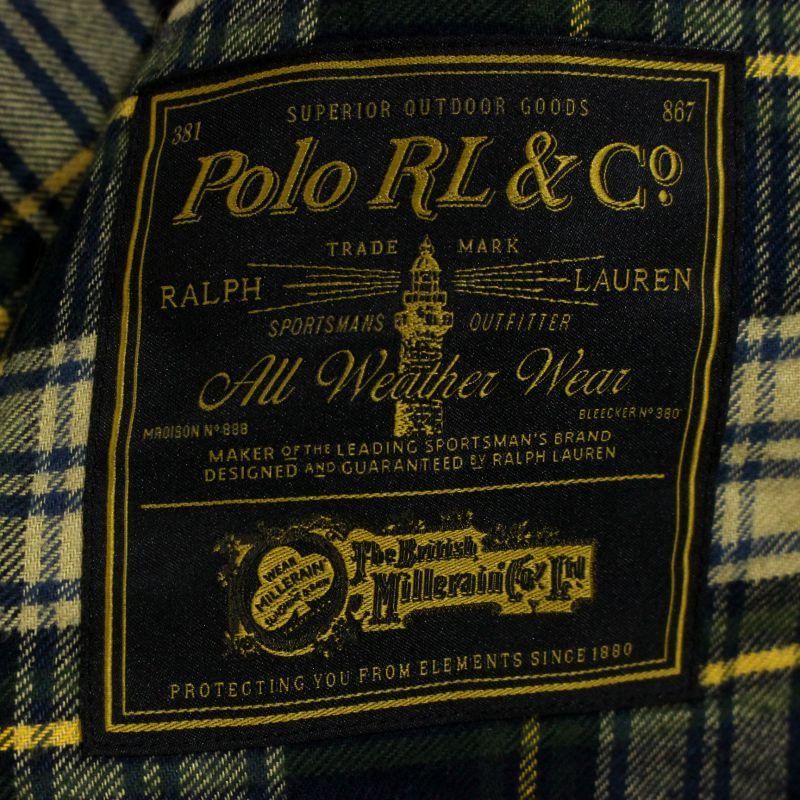 SUPERIOR OUTDOOR GOODS
381 867
Polo RL & Co.
TRADE MARK
RALPH LAUREN
SPORTSMANS OUTFITTER
All Weather Wear
MADISON Nº 888 BLEECKER Nº 380
MAKER OF THE LEADING SPORTSMAN'S BRAND
DESIGNED AND GUARANTEED BY RALPH LAUREN
WEAR
MILLERAIN
The British
Millerain Co. Ltd
PROTECTING YOU FROM ELEMENTS SINCE 1880